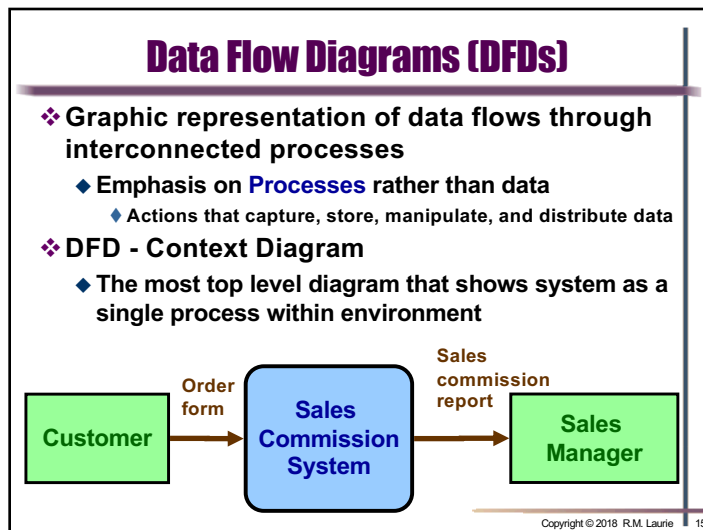 Data Flow Diagrams (DFDs)
Graphic representation of data flows through
interconnected processes
Emphasis on Processes rather than data
Actions that capture, store, manipulate, and distribute data
DFD - Context Diagram
The most top level diagram that shows system as a
single process within environment
Customer
Order
form
Sales
Commission
System
Sales
commission
report
Sales
Manager
Copyright © 2018 R.M. Laurie 15